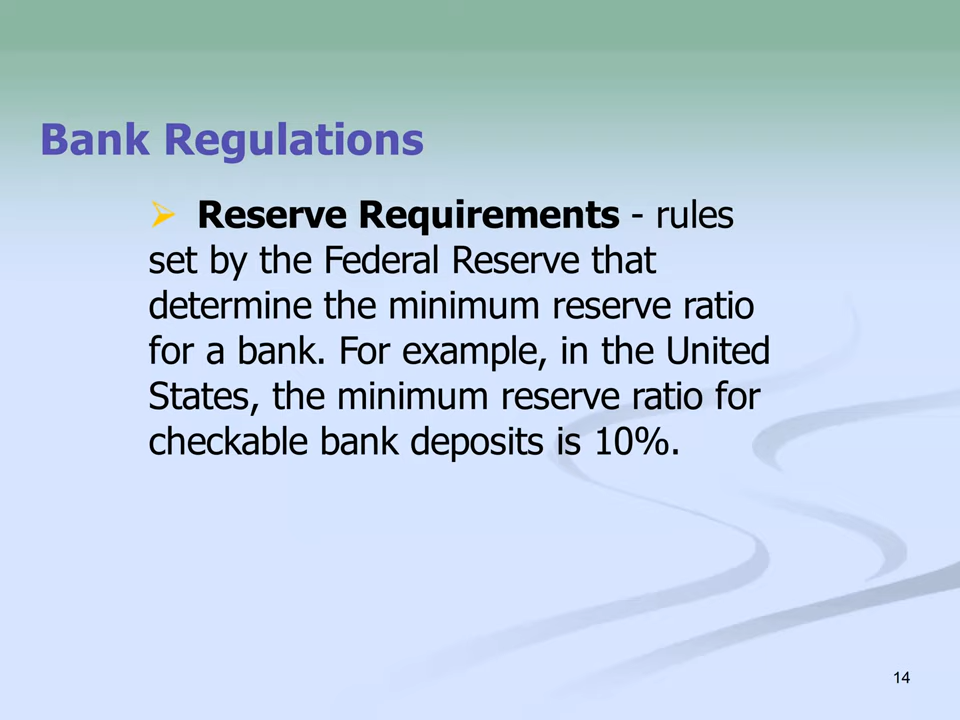 Bank Regulations
➢ Reserve Requirements - rules
set by the Federal Reserve that
determine the minimum reserve ratio
for a bank. For example, in the United
States, the minimum reserve ratio for
checkable bank deposits is 10%.
14